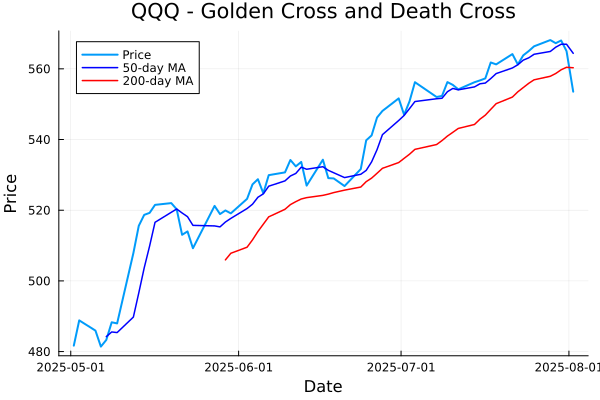 QQQ - Golden Cross and Death Cross
Price
50-day MA
200-day MA
Price
560
540
520
500
480
2025-05-01
2025-06-01
2025-07-01
2025-08-01
Date